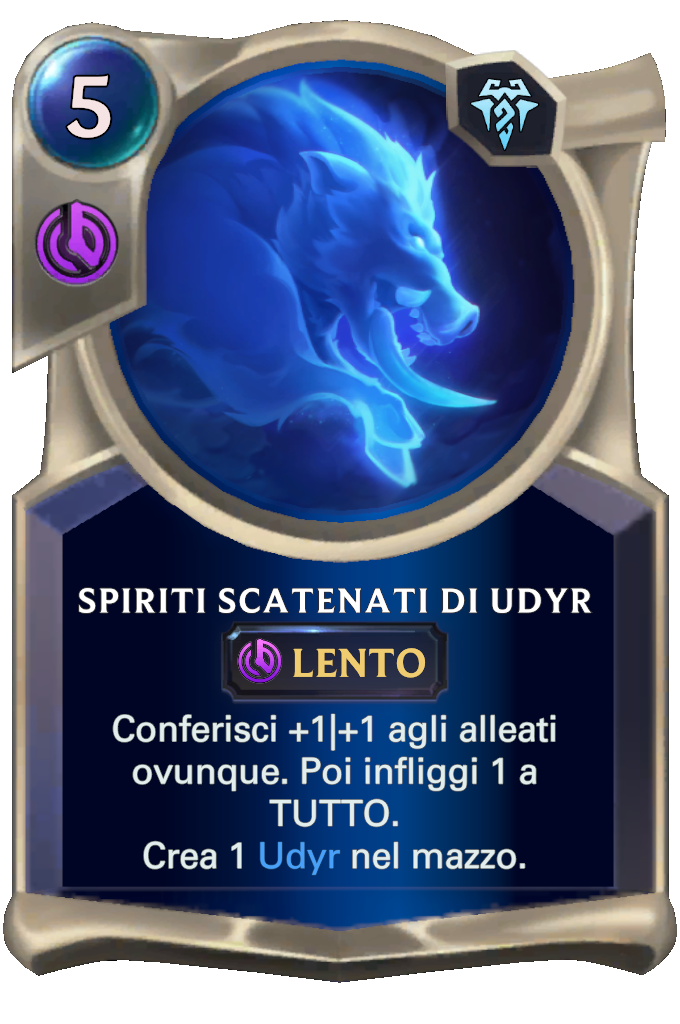 5
SPIRITI SCATENATI DI UDYR
LENTO
Conferisci +1|+1 agli alleati
ovunque. Poi infliggi 1 a
TUTTO.
Crea 1 Udyr nel mazzo.